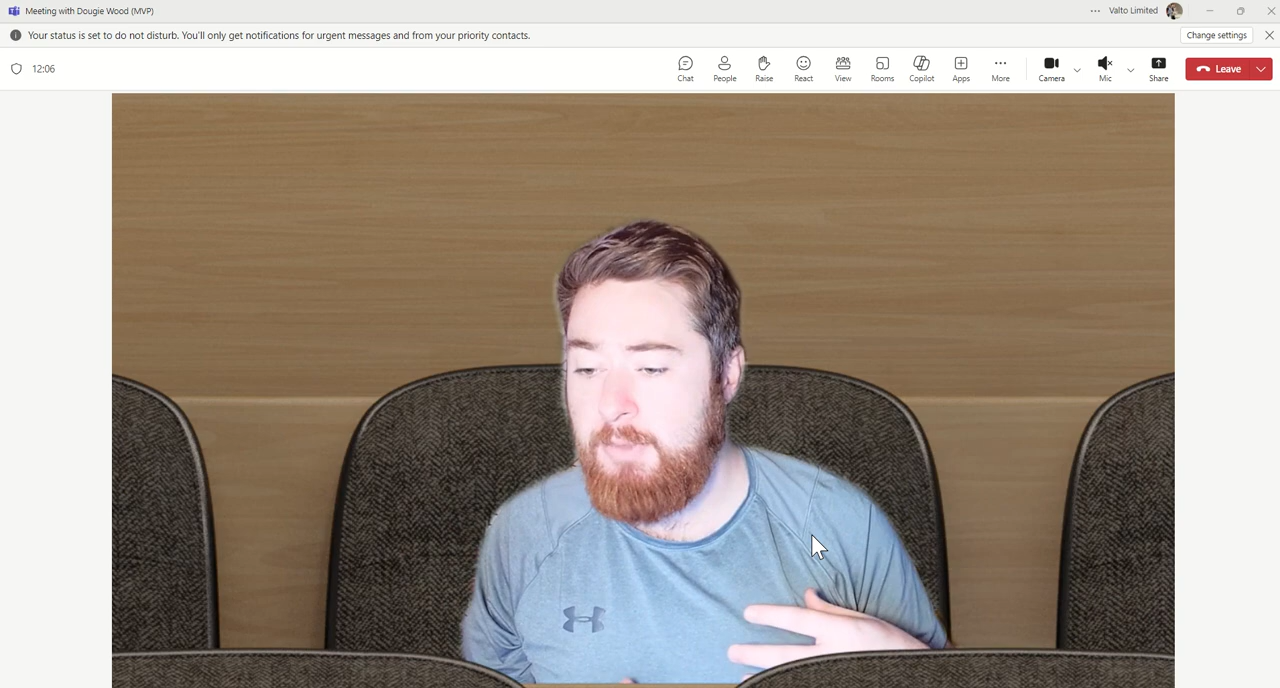 Meeting with Dougie Wood (MVP)
Valto Limited
Your status is set to do not disturb. You'll only get notifications for urgent messages and from your priority contacts.
Change settings
12:06
Chat
People
Raise
React
View
Rooms
Copilot
Apps
More
Camera
Mic
Share
Leave